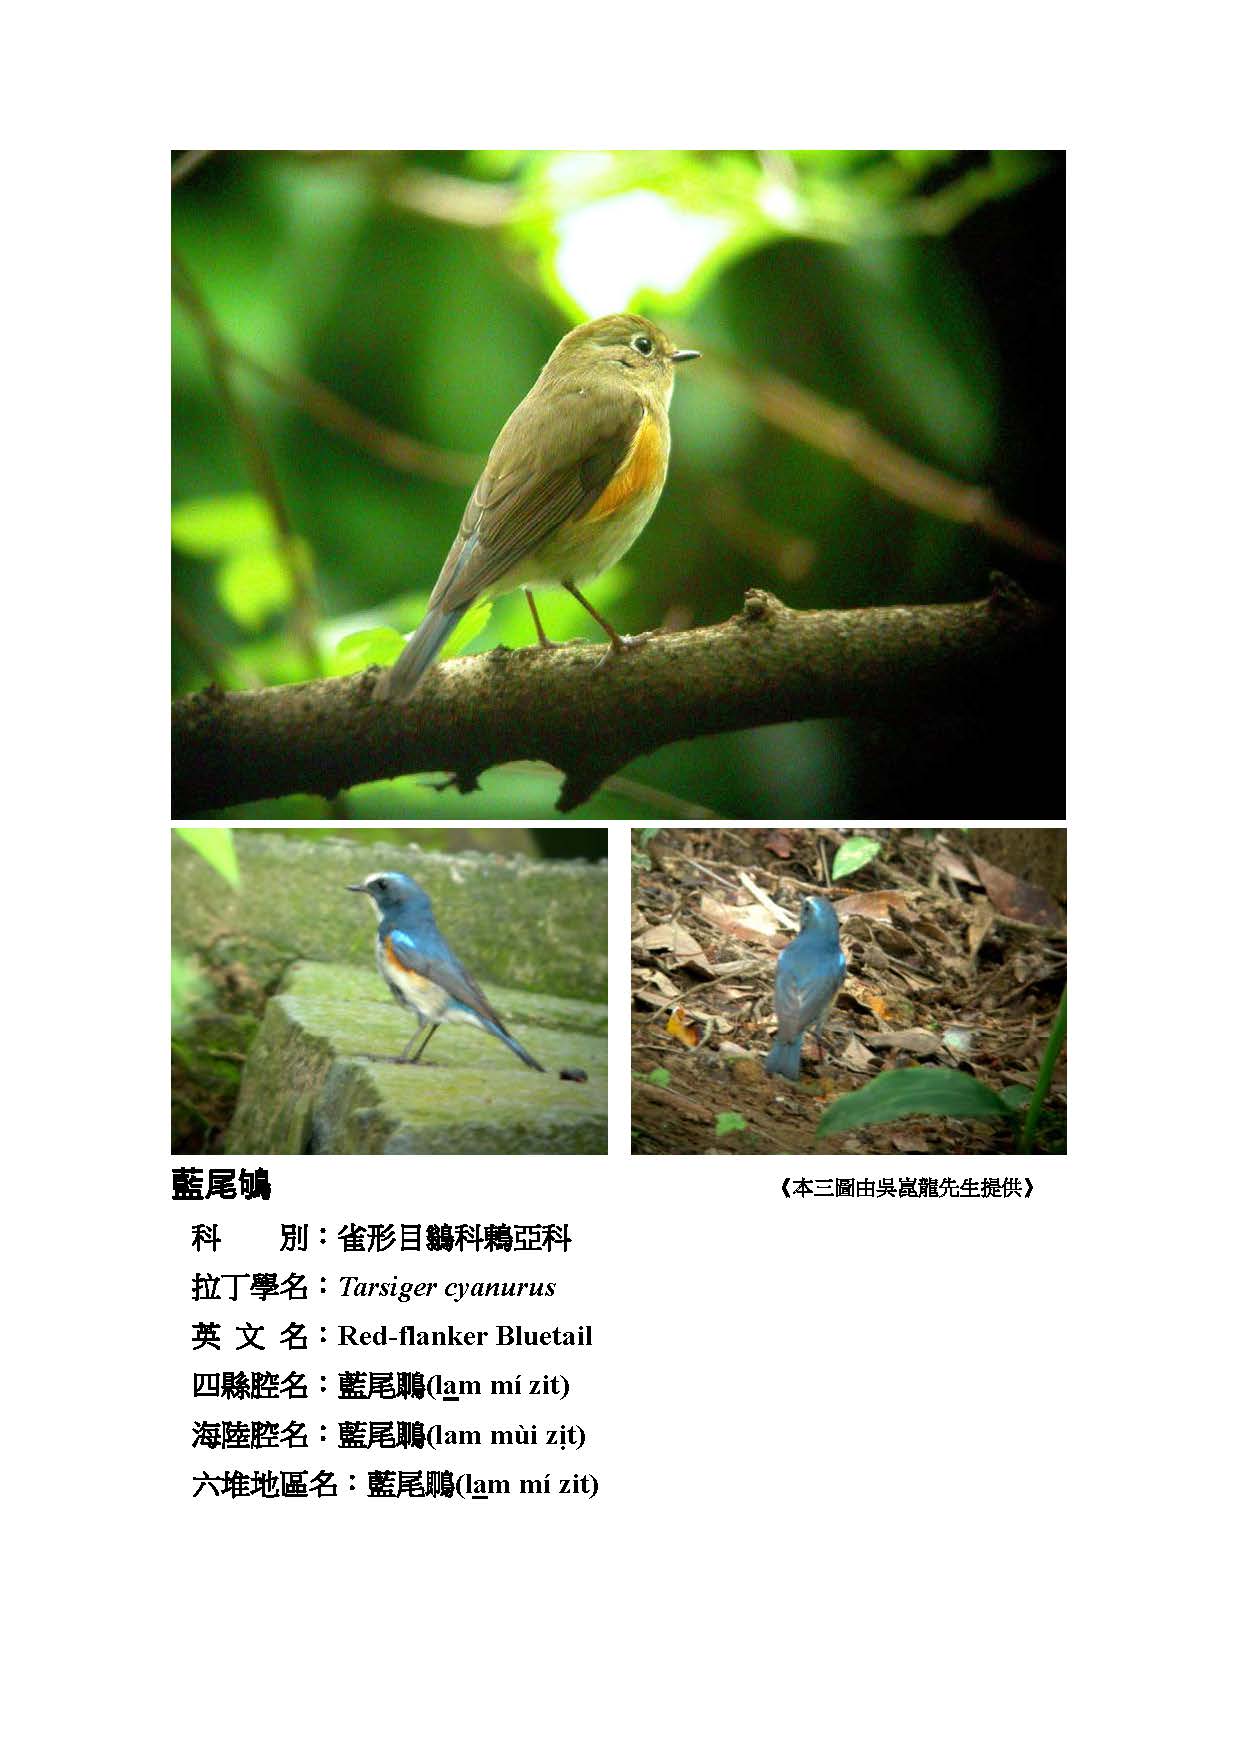 藍尾鴝
《本三圖由吳崑龍先生提供》
科　　別：雀形目鶲科鶇亞科
拉丁學名：Tarsiger cyanurus
英 文 名：Red-flanker Bluetail
四縣腔名：藍尾鵖(lam mí zit)
海陸腔名：藍尾鵖(lam mùi zịt)
六堆地區名：藍尾鵖(lam mí zit)